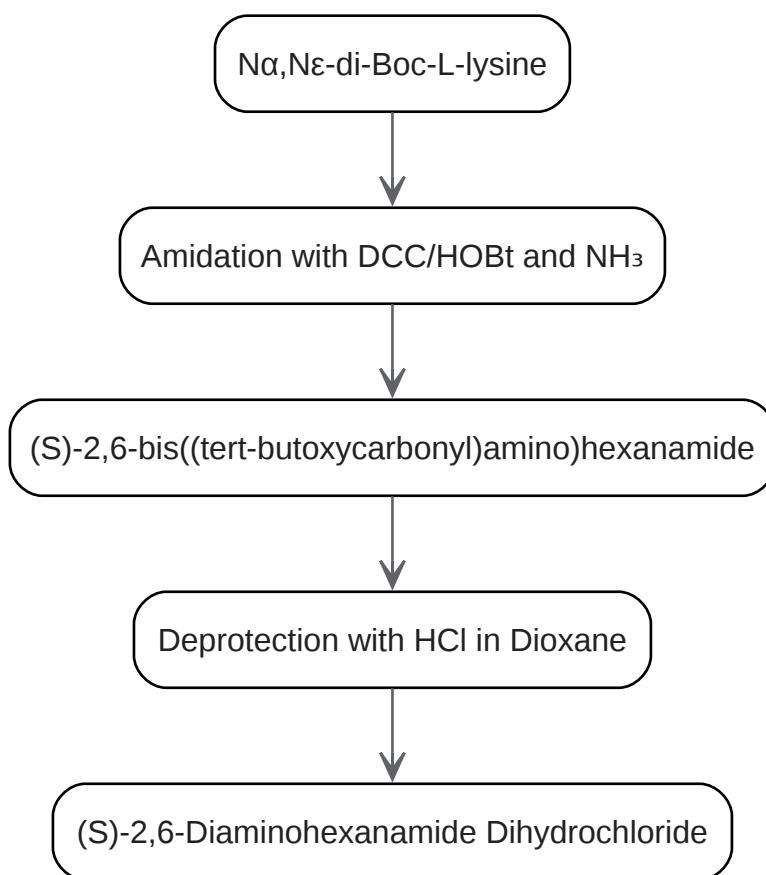 Nα,Nε-di-Boc-L-lysine
Amidation with DCC/HOBt and NH₃
(S)-2,6-bis((tert-butoxycarbonyl)amino)hexanamide
Deprotection with HCl in Dioxane
(S)-2,6-Diaminohexanamide Dihydrochloride